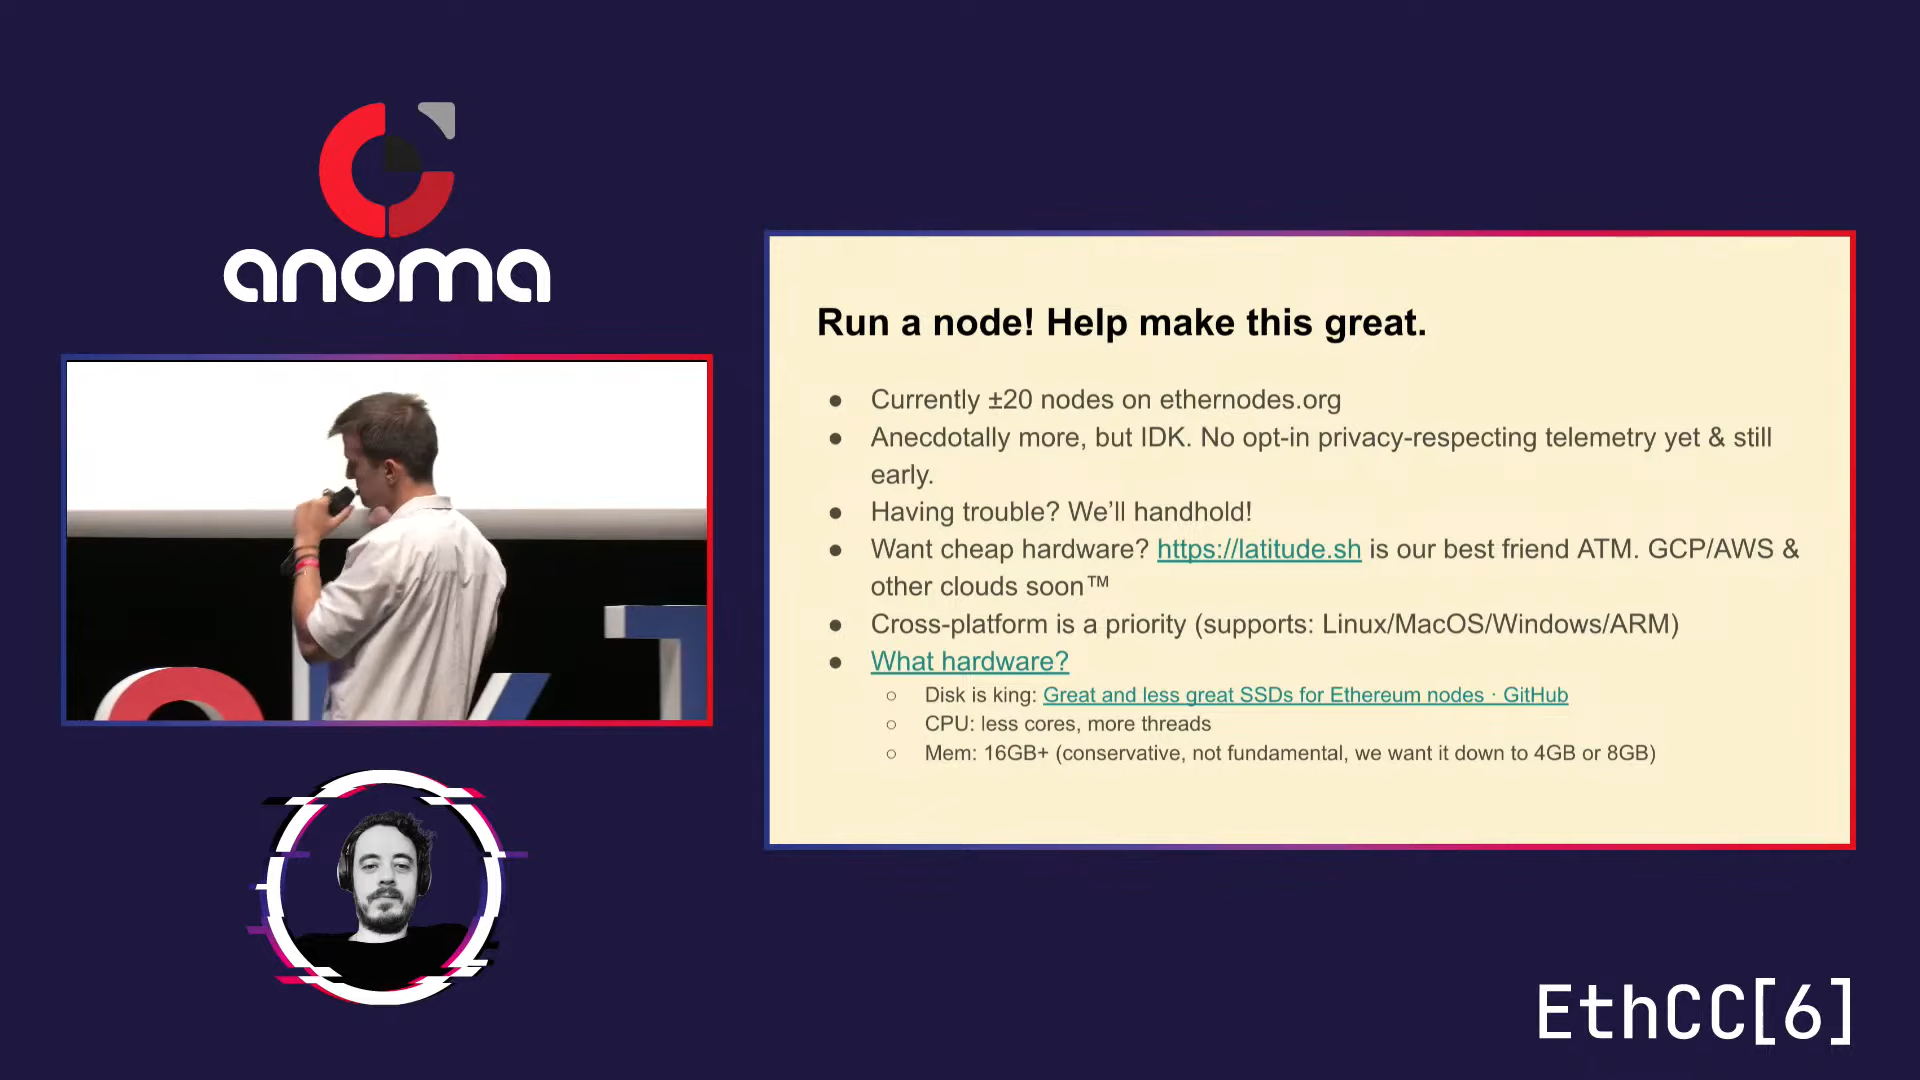 anoma
Run a node! Help make this great.
● Currently ±20 nodes on ethernodes.org
● Anecdotally more, but IDK. No opt-in privacy-respecting telemetry yet & still
early.
● Having trouble? We’ll handhold!
● Want cheap hardware? https://latitude.sh is our best friend ATM. GCP/AWS &
other clouds soon™
● Cross-platform is a priority (supports: Linux/MacOS/Windows/ARM)
● What hardware?
○ Disk is king: Great and less great SSDs for Ethereum nodes · GitHub
○ CPU: less cores, more threads
○ Mem: 16GB+ (conservative, not fundamental, we want it down to 4GB or 8GB)
EthCC[6]